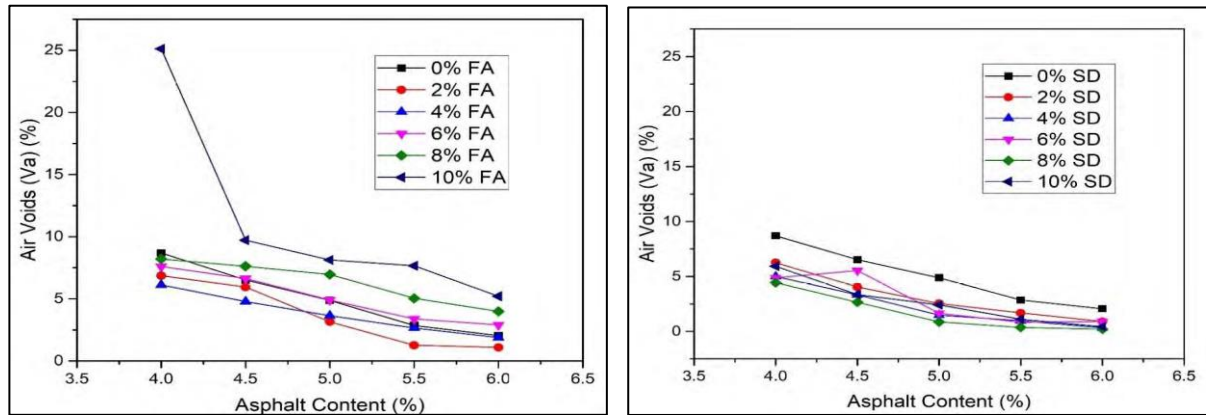 25
20
15
10
5
0
3.5 4.0 4.5 5.0 5.5 6.0 6.5
Air Voids (Va) (%)
Asphalt Content (%)
0% FA
2% FA
4% FA
6% FA
8% FA
10% FA
25
20
15
10
5
0
3.5 4.0 4.5 5.0 5.5 6.0 6.5
Air Voids (Va) (%)
Asphalt Content (%)
0% SD
2% SD
4% SD
6% SD
8% SD
10% SD